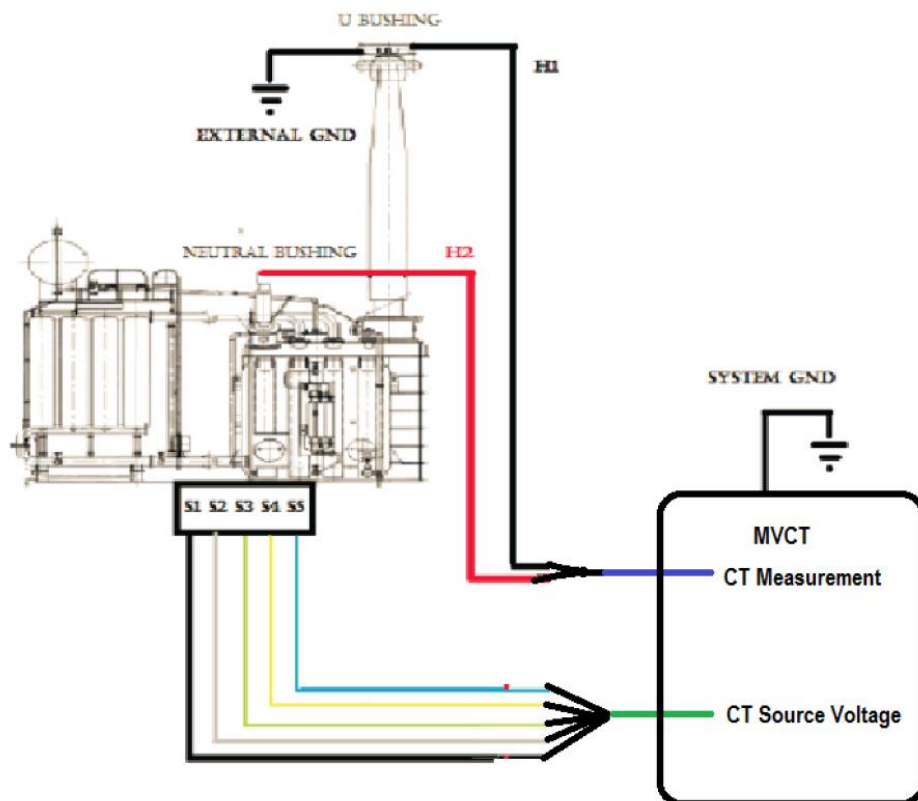 U BUSHING
H1
EXTERNAL GND
NEUTRAL BUSHING
H2
SYSTEM GND
S1 S2 S3 S4 S5
MVCT
CT Measurement
CT Source Voltage